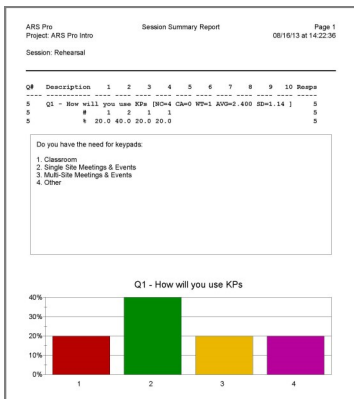 ARS Pro Session Summary Report Page 1
Project: ARS Pro Intro 08/16/13 at 14:22:36
Session: Rehearsal
Q# Description 1 2 3 4 5 6 7 8 9 10 Resps
5 Q1 - How will you use KPs [NC=4 CA=0 WT=1 AVG=2.400 SD=1.14 ] 5
5 # 1 2 1 1 5
5 % 20.0 40.0 20.0 20.0 5
Do you have the need for keypads:
1. Classroom
2. Single Site Meetings & Events
3. Multi-Site Meetings & Events
4. Other
Q1 - How will you use KPs
40%
30%
20%
10%
0%
1 2 3 4